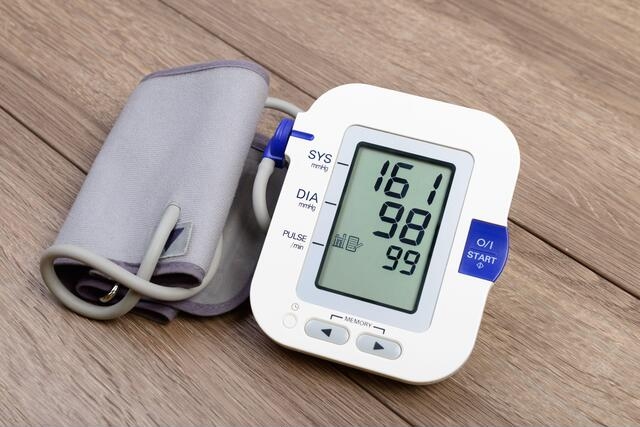 SYS
mmHg
161
DIA
mmHg
98
PULSE
/min
99
O/I
START
MEMORY